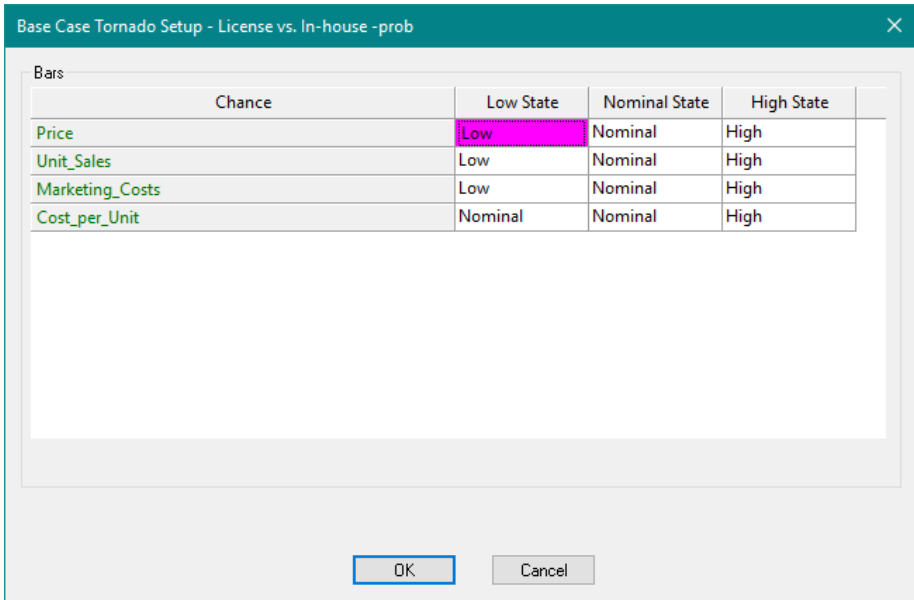 Base Case Tornado Setup - License vs. In-house -prob
Bars
Chance Low State Nominal State High State
Price Low Nominal High
Unit_Sales Low Nominal High
Marketing_Costs Low Nominal High
Cost_per_Unit Nominal Nominal High
OK Cancel